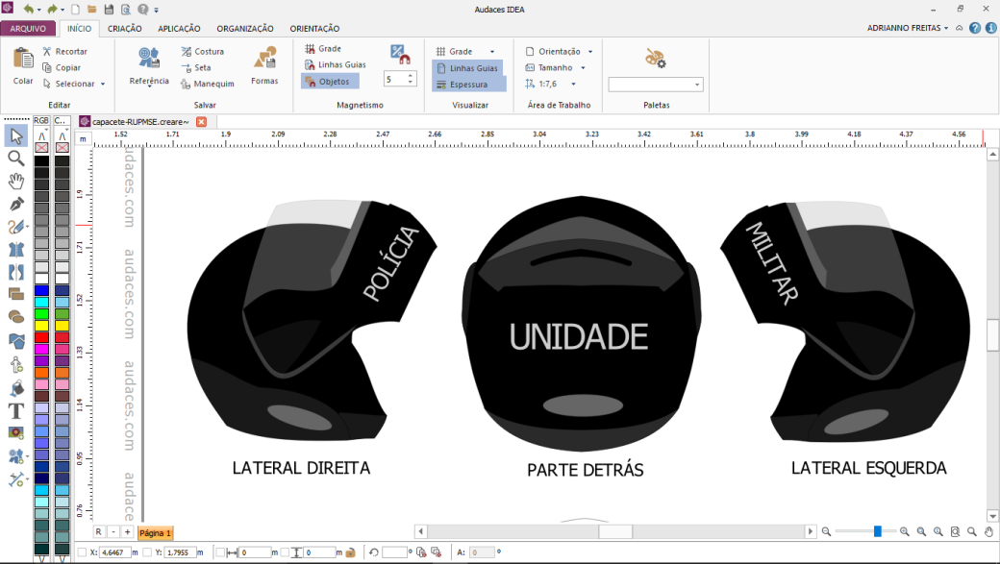 Audaces IDEA
ARQUIVO INÍCIO CRIAÇÃO APLICAÇÃO ORGANIZAÇÃO ORIENTAÇÃO ADRIANNO FREITAS
Colar
Recortar
Copiar
Selecionar
Editar
Referência
Costura
Seta
Manequim
Formas
Salvar
Grade
Linhas Guias
Objetos
5
Magnetismo
Grade
Linhas Guias
Espessura
Visualizar
Orientação
Tamanho
1:7,6
Área de Trabalho
Paletas
RGB C..
capacete-RUPMSE.creare~
m 1.52 1.71 1.9 2.09 2.28 2.47 2.66 2.85 3.04 3.23 3.42 3.61 3.8 3.99 4.18 4.37 4.56
1.9
1.71
1.52
1.33
1.14
0.95
0.76
udaces.com
audaces.com
audaces.com
audace
POLÍCIA
UNIDADE
MILITAR
LATERAL DIREITA
PARTE DETRÁS
LATERAL ESQUERDA
R - + Página 1
X: 4,6467 m Y: 1,7955 m 0 m 0 m ° A: 0 °